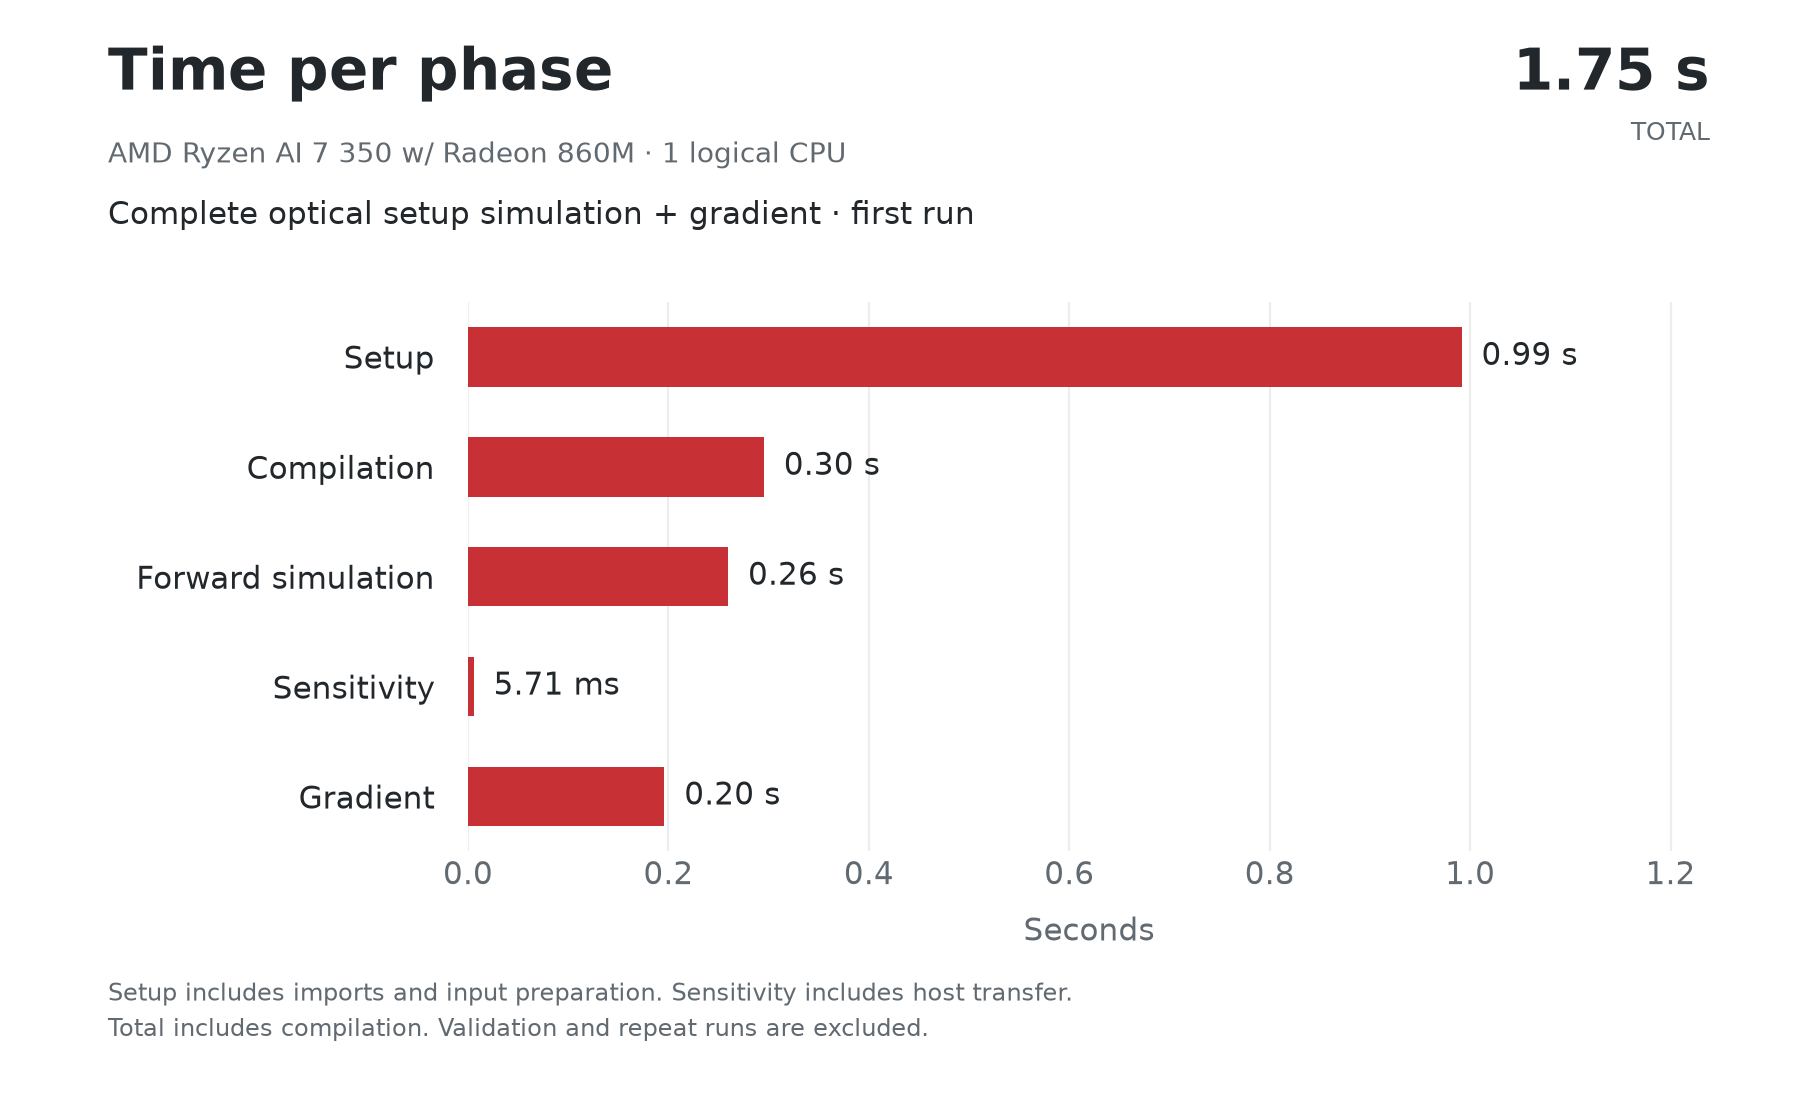 Time per phase
1.75 s
TOTAL
AMD Ryzen AI 7 350 w/ Radeon 860M · 1 logical CPU
Complete optical setup simulation + gradient · first run
Setup
0.99 s
Compilation
0.30 s
Forward simulation
0.26 s
Sensitivity
5.71 ms
Gradient
0.20 s
0.0 0.2 0.4 0.6 0.8 1.0 1.2
Seconds
Setup includes imports and input preparation. Sensitivity includes host transfer.
Total includes compilation. Validation and repeat runs are excluded.